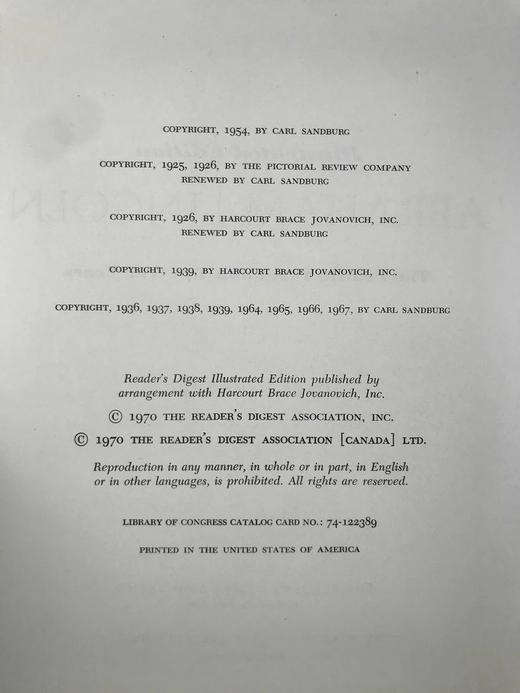 COPYRIGHT, 1954, BY CARL SANDBURG
COPYRIGHT, 1925, 1926, BY THE PICTORIAL REVIEW COMPANY
RENEWED BY CARL SANDBURG
COPYRIGHT, 1926, BY HARCOURT BRACE JOVANOVICH, INC.
RENEWED BY CARL SANDBURG
COPYRIGHT, 1939, BY HARCOURT BRACE JOVANOVICH, INC.
COPYRIGHT, 1936, 1937, 1938, 1939, 1964, 1965, 1966, 1967, BY CARL SANDBURG
Reader's Digest Illustrated Edition published by
arrangement with Harcourt Brace Jovanovich, Inc.
© 1970 THE READER'S DIGEST ASSOCIATION, INC.
© 1970 THE READER'S DIGEST ASSOCIATION [CANADA] LTD.
Reproduction in any manner, in whole or in part, in English
or in other languages, is prohibited. All rights are reserved.
LIBRARY OF CONGRESS CATALOG CARD NO.: 74-122389
PRINTED IN THE UNITED STATES OF AMERICA